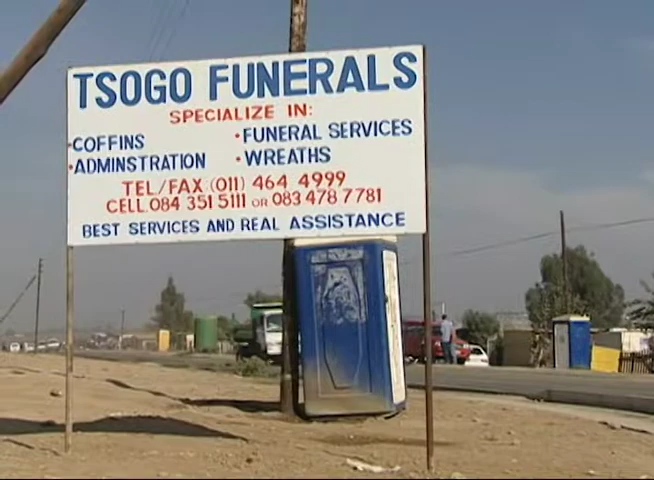 TSOGO FUNERALS
SPECIALIZE IN:
•COFFINS •FUNERAL SERVICES
•ADMINSTRATION •WREATHS
TEL/FAX (011) 464 4999
CELL.084 351 5111 OR 083 478 7781
BEST SERVICES AND REAL ASSISTANCE